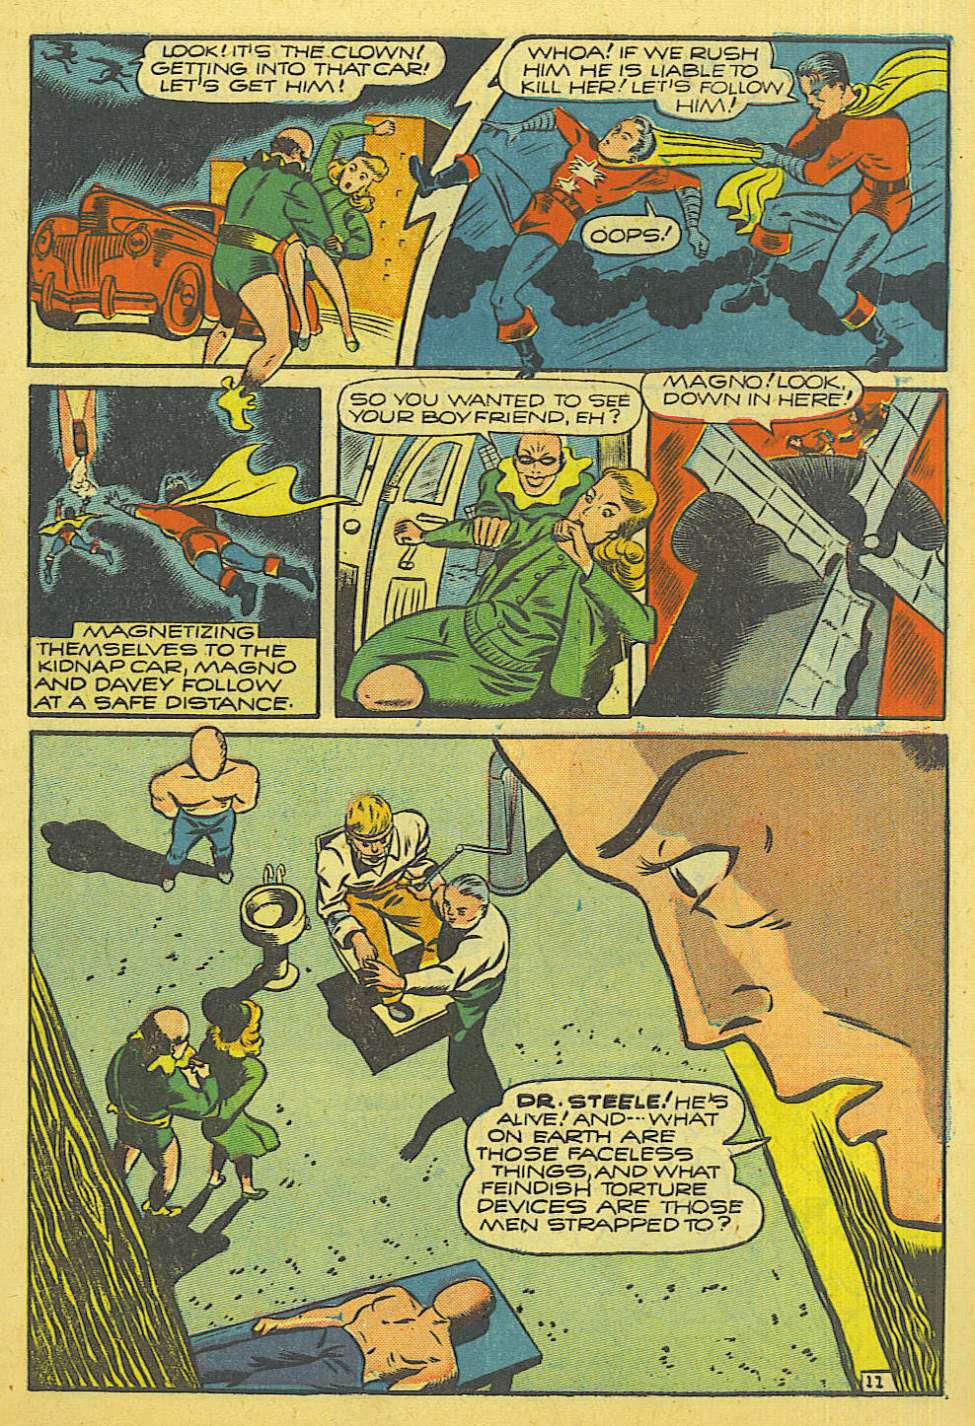 LOOK! IT'S THE CLOWN!
GETTING INTO THAT CAR!
LET'S GET HIM!
WHOA! IF WE RUSH
HIM HE IS LIABLE TO
KILL HER! LET'S FOLLOW
HIM!
OOPS!
MAGNETIZING
THEMSELVES TO THE
KIDNAP CAR, MAGNO
AND DAVEY FOLLOW
AT A SAFE DISTANCE.
SO YOU WANTED TO SEE
YOUR BOYFRIEND, EH?
MAGNO! LOOK,
DOWN IN HERE!
DR. STEELE! HE'S
ALIVE! AND---WHAT
ON EARTH ARE
THOSE FACELESS
THINGS, AND WHAT
FEINDISH TORTURE
DEVICES ARE THOSE
MEN STRAPPED TO?
11